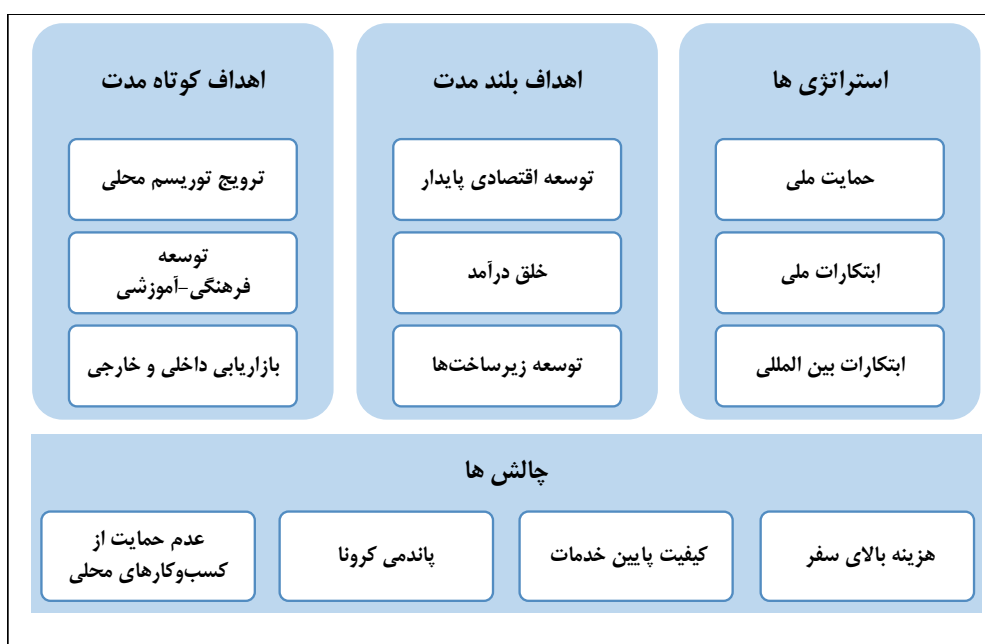 استراتژی ها
حمایت ملی
ابتکارات ملی
ابتکارات بین المللی
اهداف بلند مدت
توسعه اقتصادی پایدار
خلق درآمد
توسعه زیرساخت‌ها
اهداف کوتاه مدت
ترویج توریسم محلی
توسعه
فرهنگی-آموزشی
بازاریابی داخلی و خارجی
چالش ها
هزینه بالای سفر
کیفیت پایین خدمات
پاندمی کرونا
عدم حمایت از
کسب‌وکارهای محلی